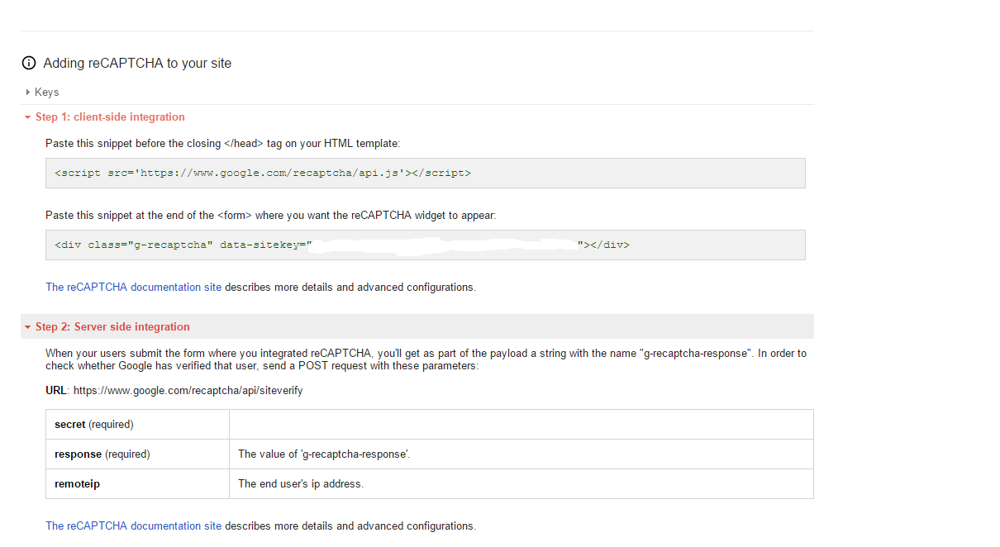 Adding reCAPTCHA to your site
Keys
Step 1: client-side integration
Paste this snippet before the closing </head> tag on your HTML template:
<script src='https://www.google.com/recaptcha/api.js'></script>
Paste this snippet at the end of the <form> where you want the reCAPTCHA widget to appear:
<div class="g-recaptcha" data-sitekey=" "></div>
The reCAPTCHA documentation site describes more details and advanced configurations.
Step 2: Server side integration
When your users submit the form where you integrated reCAPTCHA, you'll get as part of the payload a string with the name "g-recaptcha-response". In order to
check whether Google has verified that user, send a POST request with these parameters:
URL: https://www.google.com/recaptcha/api/siteverify
secret (required)
response (required) The value of 'g-recaptcha-response'.
remoteip The end user's ip address.
The reCAPTCHA documentation site describes more details and advanced configurations.